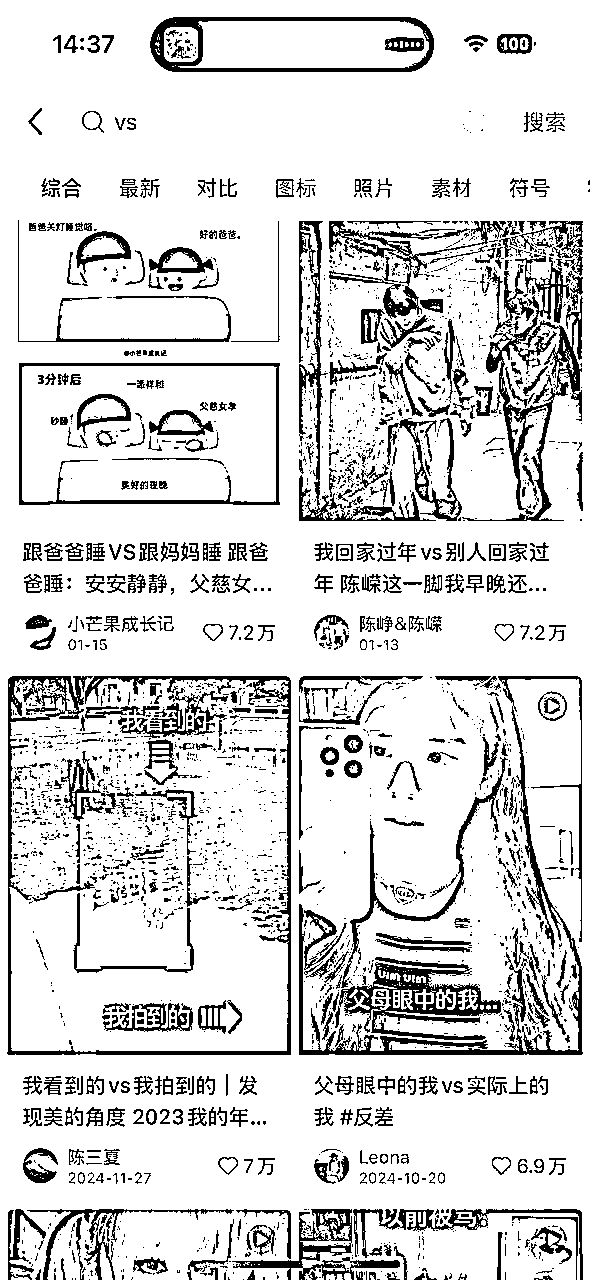 14:37
100
vs
搜索
综合 最新 对比 图标 照片 素材 符号
爸爸关灯睡觉咯。
好的爸爸。
3分钟后
一派祥和
父慈女孝
美好的夜晚
跟爸爸睡VS跟妈妈睡 跟爸
爸睡：安安静静，父慈女...
小芒果成长记
01-15
7.2万
我回家过年vs别人回家过
年 陈嵘这一脚我早晚还...
陈峥&陈嵘
01-13
7.2万
我看到的
我拍到的
我看到的vs我拍到的｜发
现美的角度 2023我的年...
陈三夏
2024-11-27
7万
父母眼中的我...
父母眼中的我vs实际上的
我 #反差
Leona
2024-10-20
6.9万